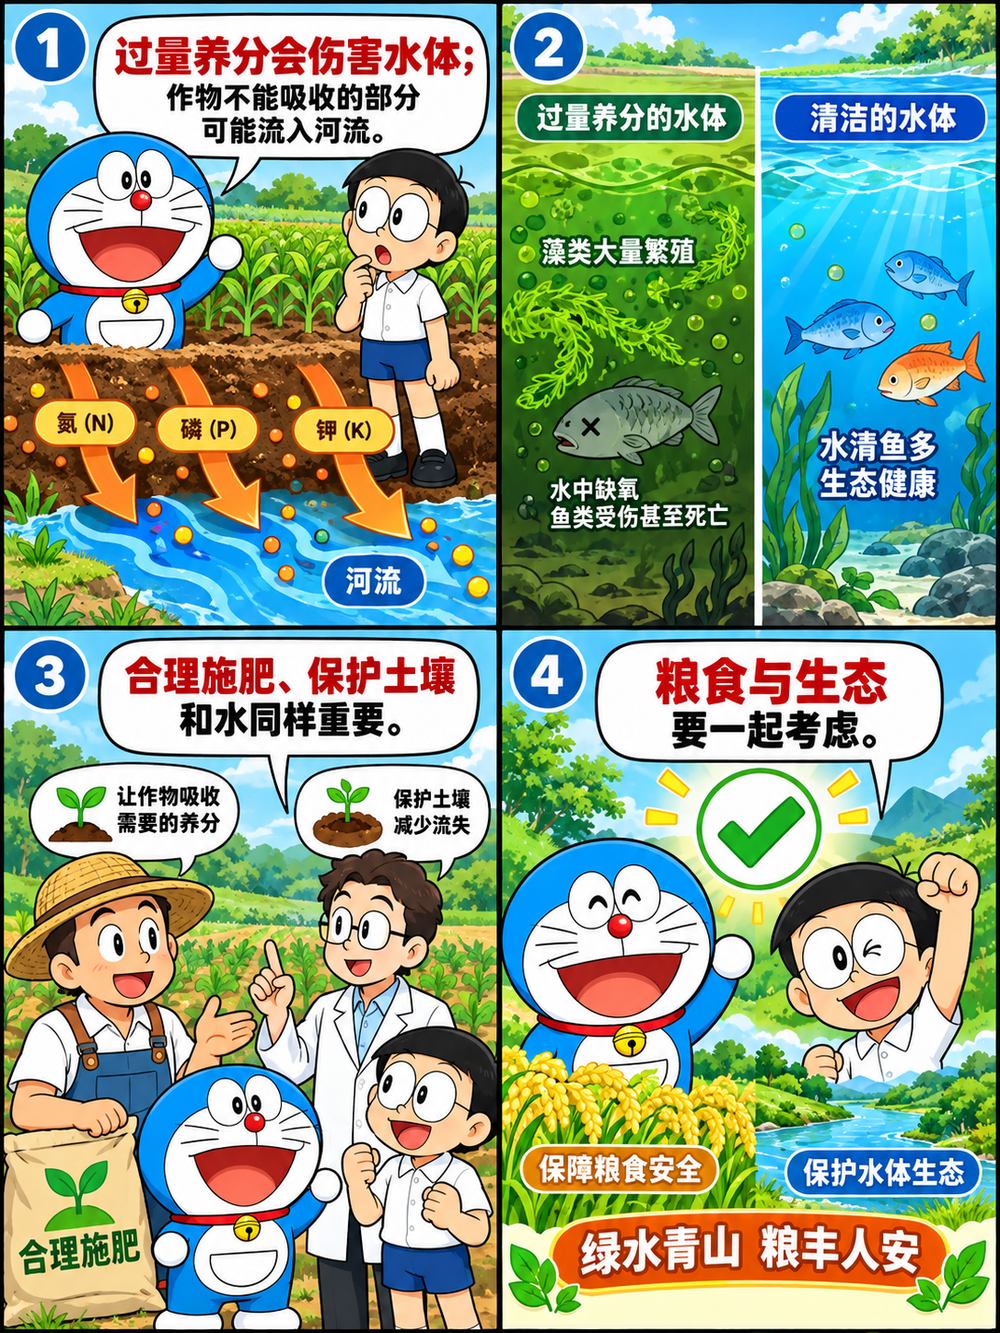 1
过量养分会伤害水体;
作物不能吸收的部分
可能流入河流。
氮 (N)
磷 (P)
钾 (K)
河流
2
过量养分的水体
清洁的水体
藻类大量繁殖
水中缺氧
鱼类受伤甚至死亡
水清鱼多
生态健康
3
合理施肥、保护土壤
和水同样重要。
让作物吸收
需要的养分
保护土壤
减少流失
合理施肥
4
粮食与生态
要一起考虑。
保障粮食安全
保护水体生态
绿水青山 粮丰人安